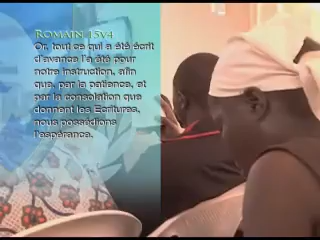 Romain 15v4
Or, tout ce qui a été écrit
d'avance l'a été pour
notre instruction, afin
que, par la patience, et
par la consolation que
donnent les Ecritures,
nous possédions
l'espérance.